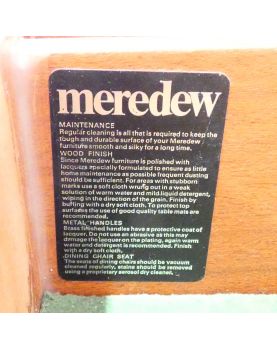 meredew
MAINTENANCE
Regular cleaning is all that is required to keep the
tough and durable surface of your Meredew
furniture smooth and silky for a long time.
WOOD FINISH
Since Meredew furniture is polished with
lacquers specially formulated to ensure as little
home maintenance as possible frequent dusting
should be sufficient. For areas with stubborn
marks use a soft cloth wrung out in a weak
solution of warm water and mild liquid detergent,
wiping in the direction of the grain. Finish by
buffing with a dry soft cloth. To protect top
surfaces the use of good quality table mats are
recommended.
METAL HANDLES
Brass finished handles have a protective coat of
lacquer. Do not use an abrasive as this may
damage the lacquer on the plating, again warm
water and detergent is recommended. Finish
with a dry soft cloth.
DINING CHAIR SEAT
The seats of dining chairs should be vacuum
cleaned regularly, stains should be removed
using a proprietary aerosol dry cleaner.